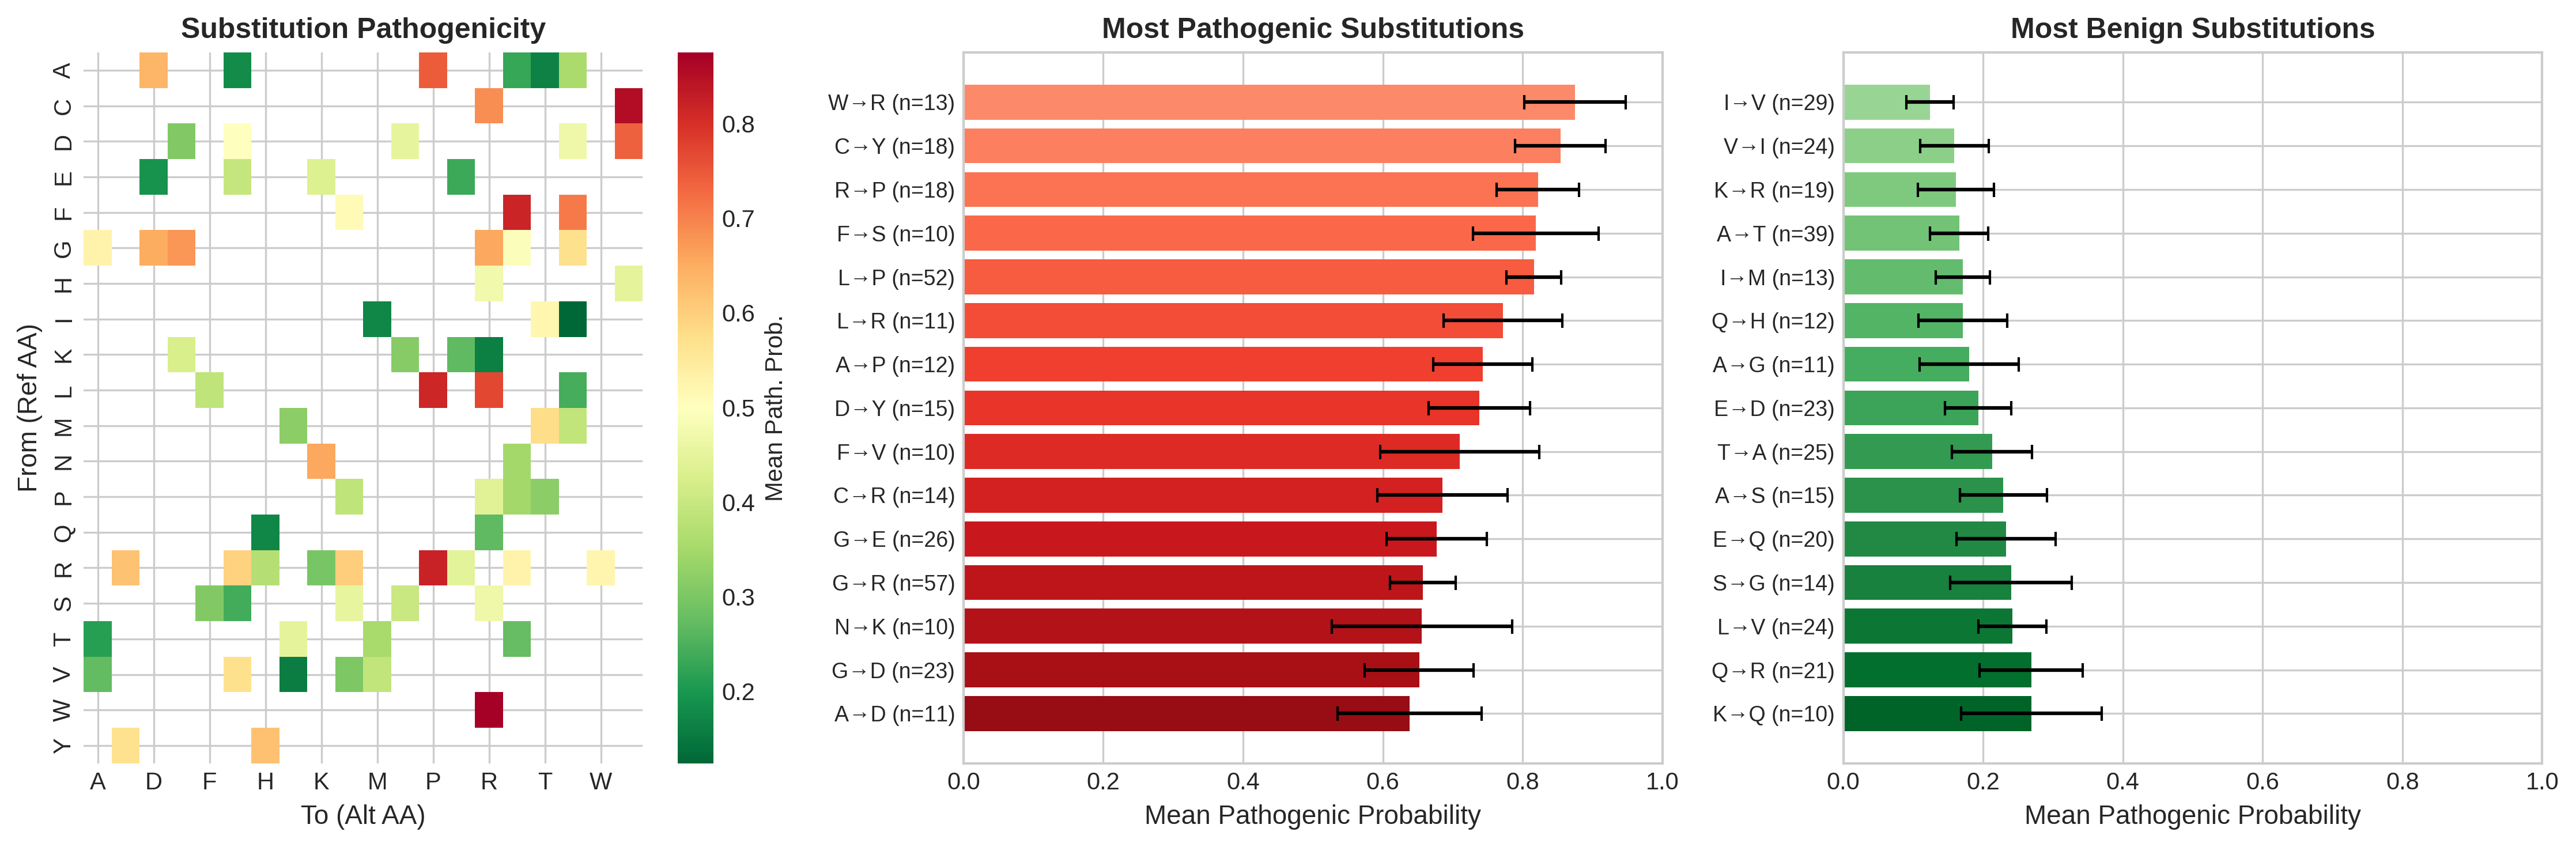 Substitution Pathogenicity
From (Ref AA)
A
C
D
E
F
G
H
I
K
L
M
N
P
Q
R
S
T
V
W
Y
A D F H K M P R T W
To (Alt AA)
0.8
0.7
0.6
0.5
0.4
0.3
0.2
Mean Path. Prob.
Most Pathogenic Substitutions
W→R (n=13)
C→Y (n=18)
R→P (n=18)
F→S (n=10)
L→P (n=52)
L→R (n=11)
A→P (n=12)
D→Y (n=15)
F→V (n=10)
C→R (n=14)
G→E (n=26)
G→R (n=57)
N→K (n=10)
G→D (n=23)
A→D (n=11)
0.0 0.2 0.4 0.6 0.8 1.0
Mean Pathogenic Probability
Most Benign Substitutions
I→V (n=29)
V→I (n=24)
K→R (n=19)
A→T (n=39)
I→M (n=13)
Q→H (n=12)
A→G (n=11)
E→D (n=23)
T→A (n=25)
A→S (n=15)
E→Q (n=20)
S→G (n=14)
L→V (n=24)
Q→R (n=21)
K→Q (n=10)
0.0 0.2 0.4 0.6 0.8 1.0
Mean Pathogenic Probability